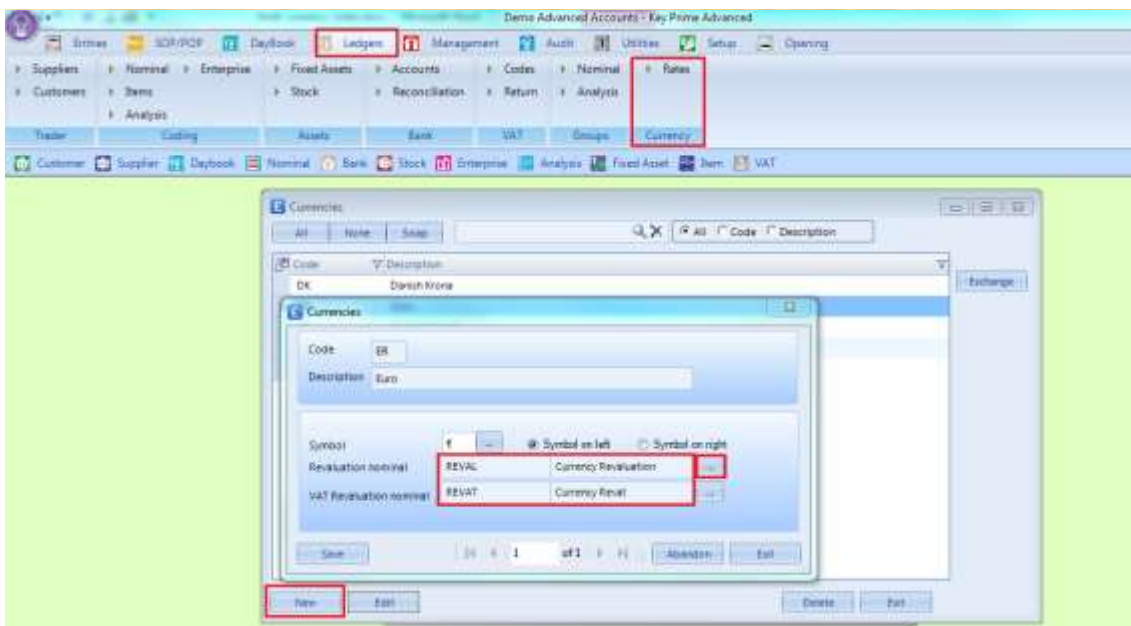 Demo Advanced Accounts - Key Prime Advanced
Entries SOP/POP Daybook Ledgers Management Audit Utilities Setup Opening
Suppliers Nominal Enterprise Fixed Assets Accounts Codes Nominal Rates
Customers Items Stock Reconciliation Return Analysis
Analysis
Trader Coding Assets Bank VAT Groups Currency
Customer Supplier Daybook Nominal Bank Stock Enterprise Analysis Fixed Asset Item VAT
Currencies
All None Snap All Code Description
Code Description
DK Danish Krona
Exchange
Currencies
Code ER
Description Euro
Symbol € ... Symbol on left Symbol on right
Revaluation nominal REVAL Currency Revaluation ...
VAT Revaluation nominal REVAT Currency Revat ...
Save 1 of 1 Abandon Exit
New Edit Delete Exit